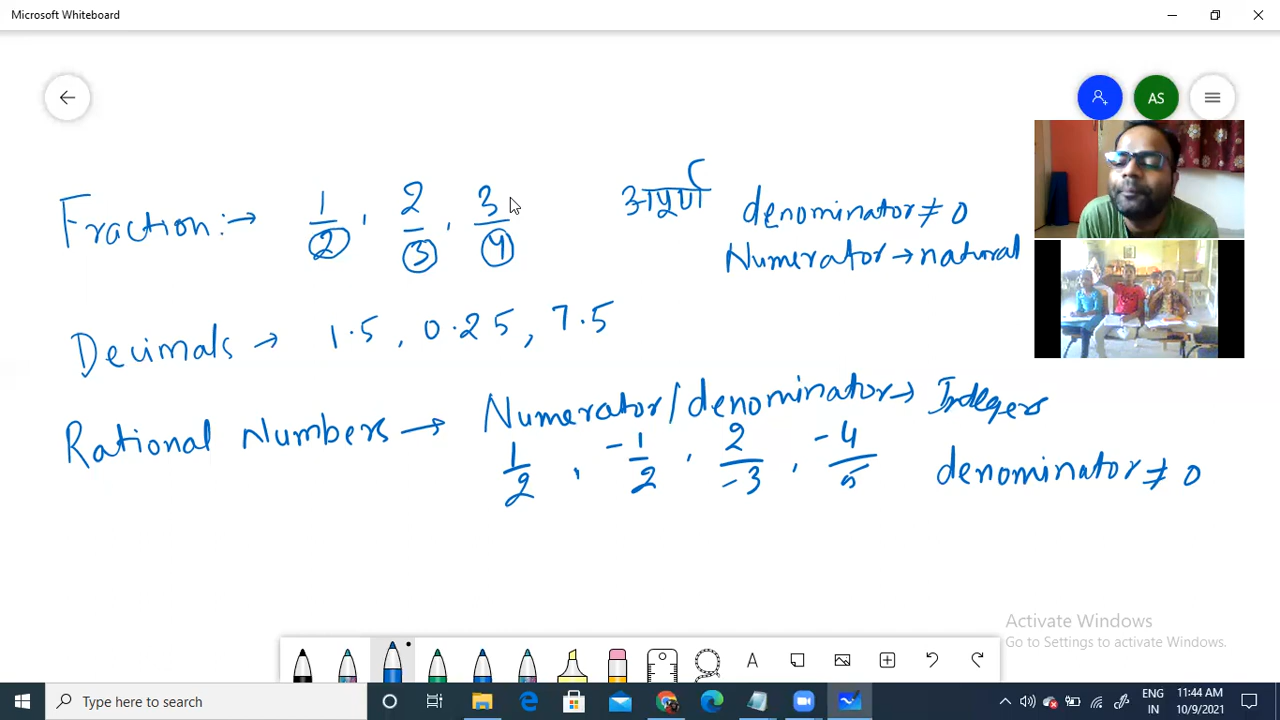 Microsoft Whiteboard
AS
Fraction:→ 1/2, 2/3, 3/4 अपूर्ण denominator ≠ 0
Numerator → natural
Decimals → 1.5, 0.25, 7.5
Rational Numbers → Numerator/denominator → Integers
1/2, -1/2, 2/-3, -4/5 denominator ≠ 0
Activate Windows
Go to Settings to activate Windows.
A
Type here to search
ENG 11:44 AM
IN 10/9/2021